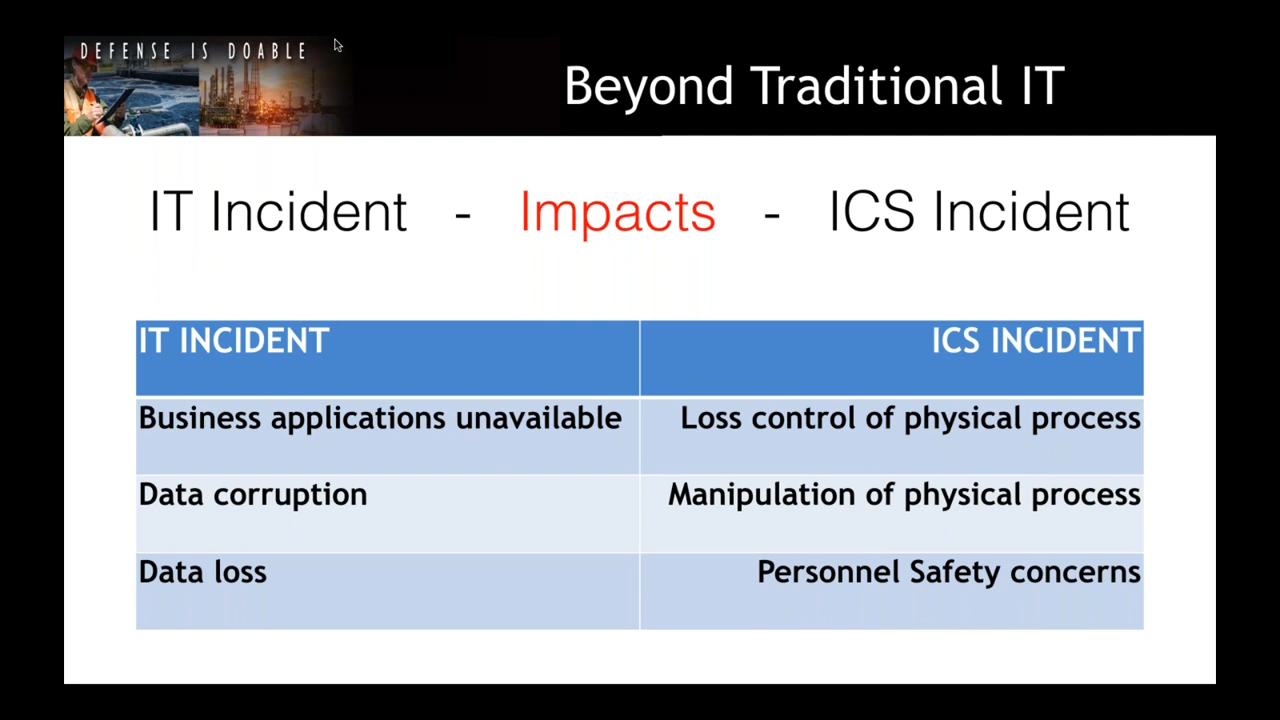 DEFENSE IS DOABLE
Beyond Traditional IT
IT Incident - Impacts - ICS Incident
IT INCIDENT ICS INCIDENT
Business applications unavailable Loss control of physical process
Data corruption Manipulation of physical process
Data loss Personnel Safety concerns